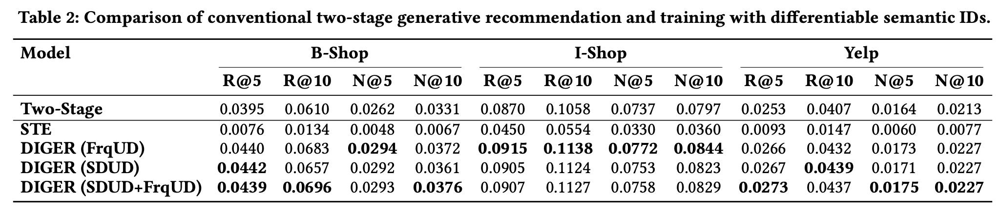 Table 2: Comparison of conventional two-stage generative recommendation and training with differentiable semantic IDs.
Model B-Shop I-Shop Yelp
R@5 R@10 N@5 N@10 R@5 R@10 N@5 N@10 R@5 R@10 N@5 N@10
Two-Stage 0.0395 0.0610 0.0262 0.0331 0.0870 0.1058 0.0737 0.0797 0.0253 0.0407 0.0164 0.0213
STE 0.0076 0.0134 0.0048 0.0067 0.0450 0.0554 0.0330 0.0360 0.0093 0.0147 0.0060 0.0077
DIGER (FrqUD) 0.0440 0.0683 0.0294 0.0372 0.0915 0.1138 0.0772 0.0844 0.0266 0.0432 0.0173 0.0227
DIGER (SDUD) 0.0442 0.0657 0.0292 0.0361 0.0905 0.1124 0.0753 0.0823 0.0267 0.0439 0.0171 0.0227
DIGER (SDUD+FrqUD) 0.0439 0.0696 0.0293 0.0376 0.0907 0.1127 0.0758 0.0829 0.0273 0.0437 0.0175 0.0227